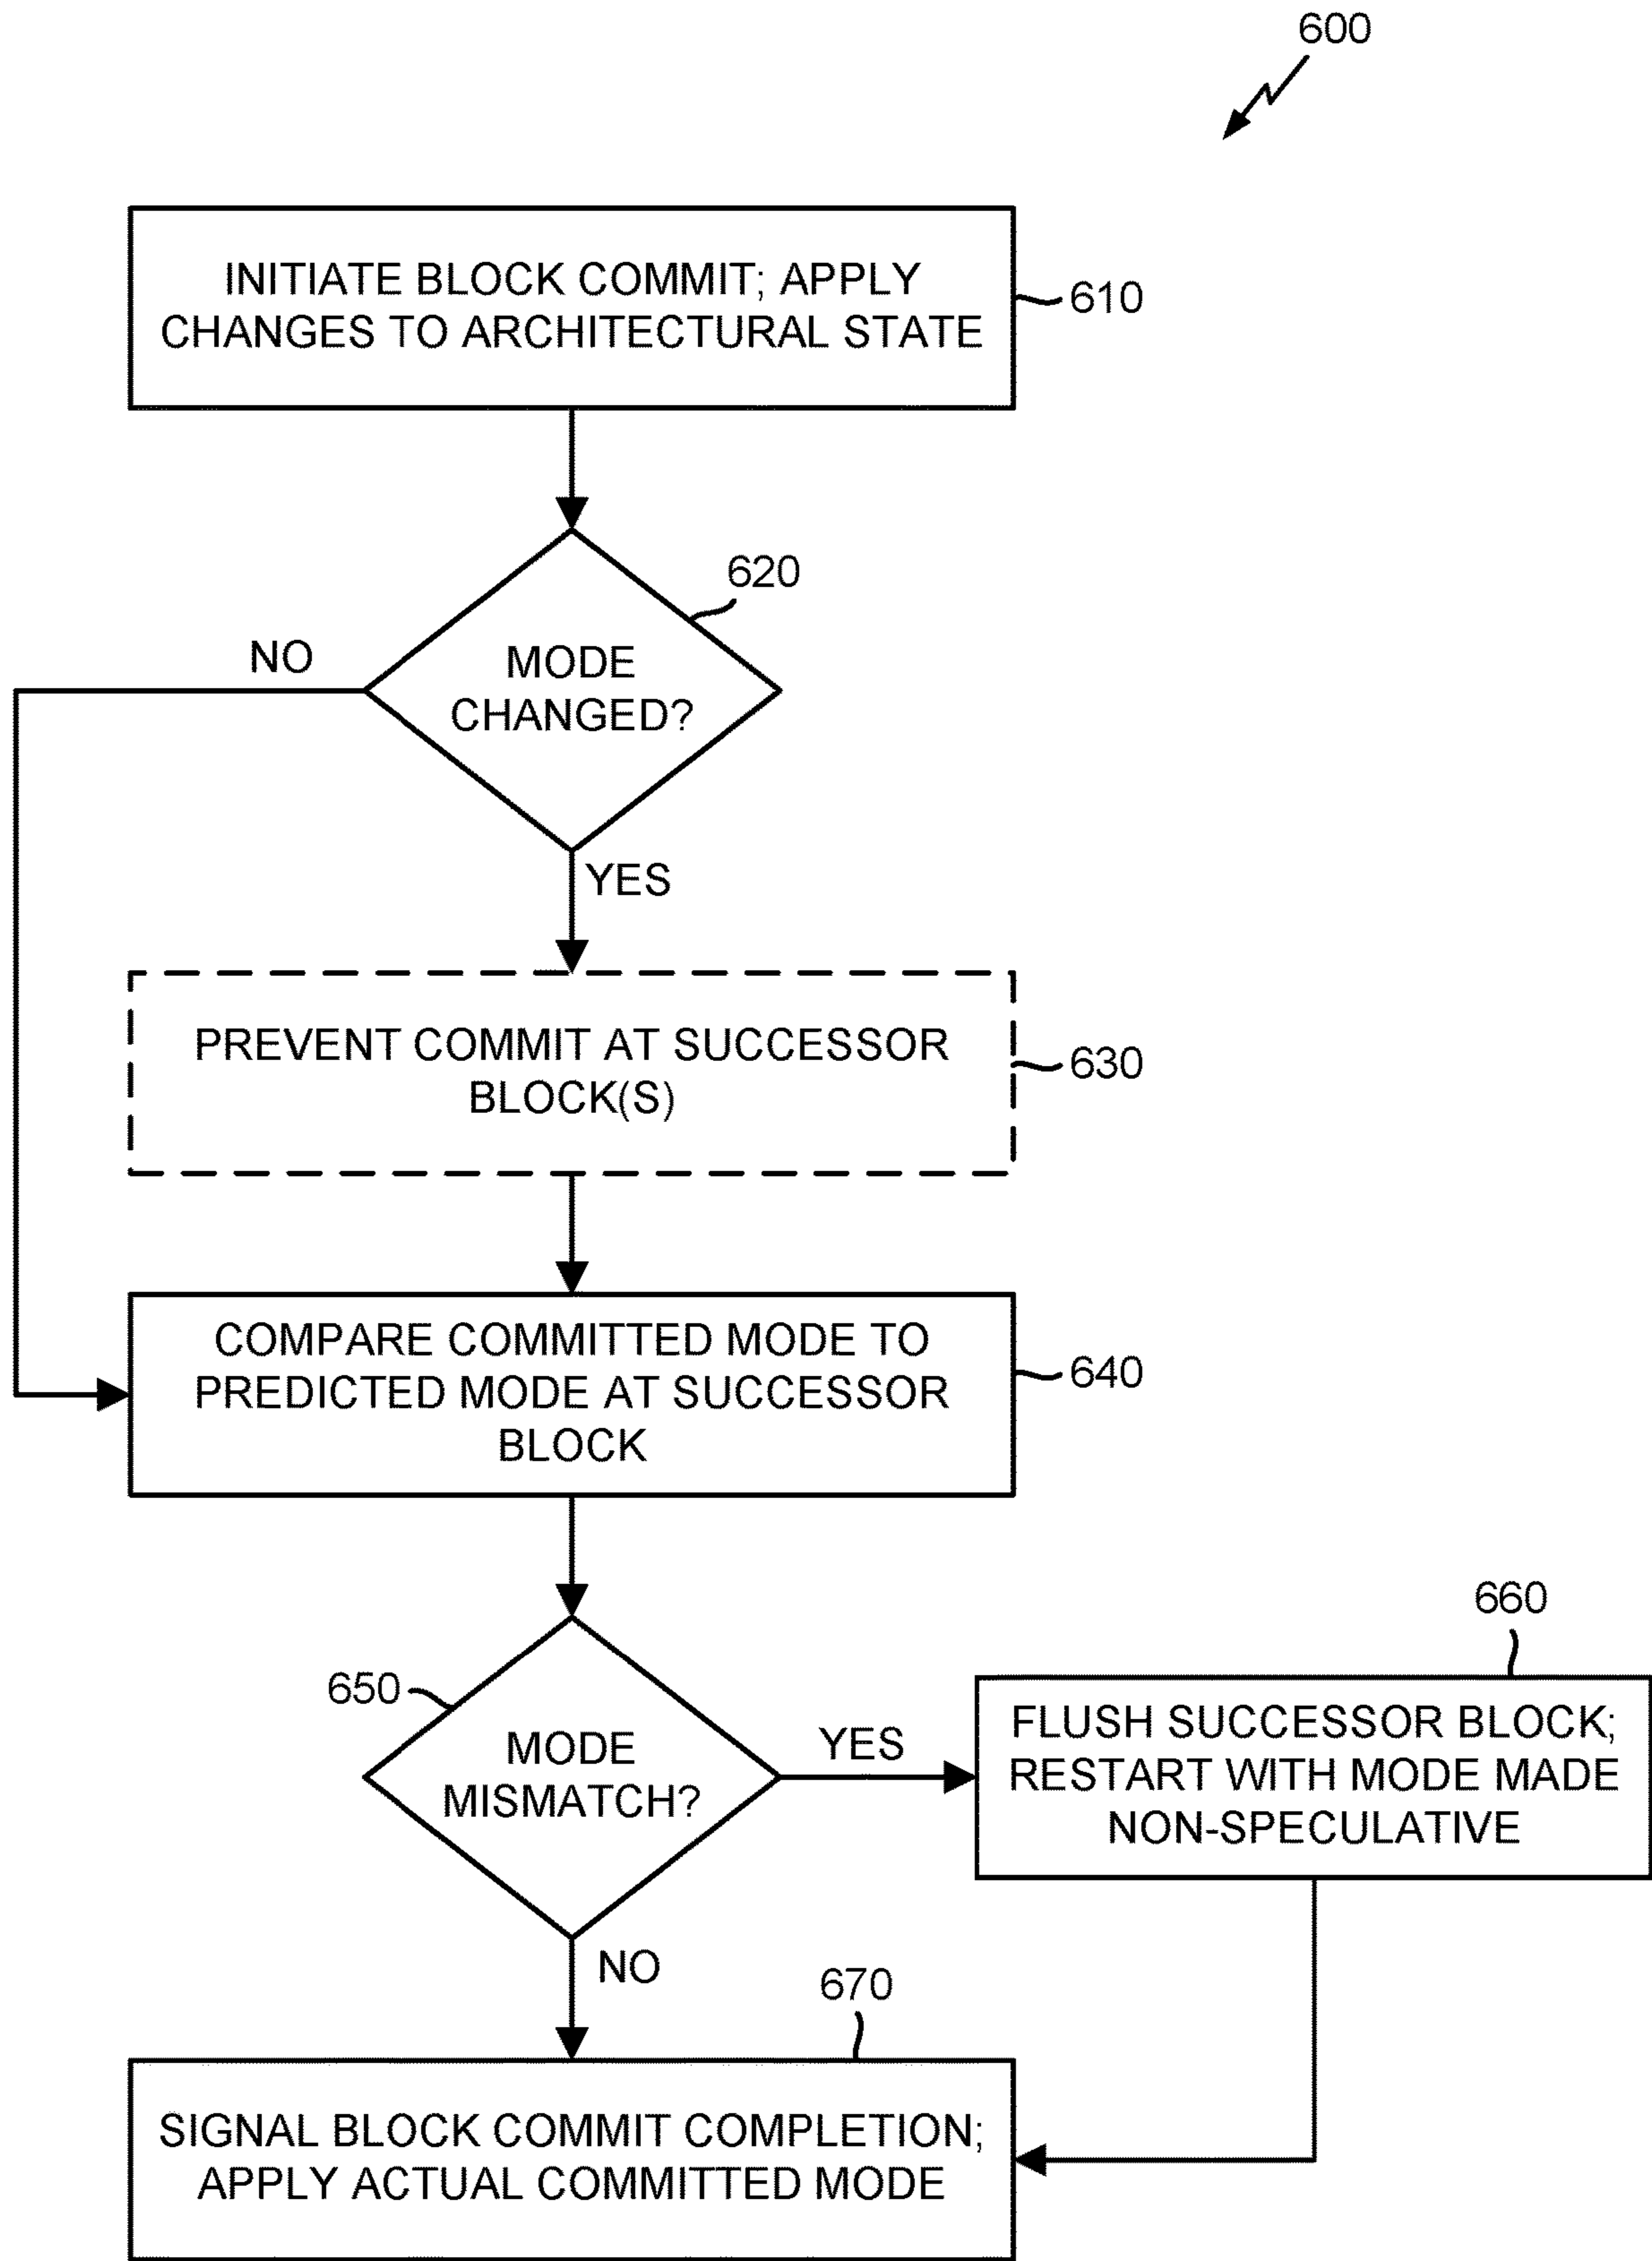 600
INITIATE BLOCK COMMIT; APPLY
CHANGES TO ARCHITECTURAL STATE
610
620
NO
MODE
CHANGED?
YES
PREVENT COMMIT AT SUCCESSOR
BLOCK(S)
630
COMPARE COMMITTED MODE TO
PREDICTED MODE AT SUCCESSOR
BLOCK
640
650
MODE
MISMATCH?
YES
660
FLUSH SUCCESSOR BLOCK;
RESTART WITH MODE MADE
NON-SPECULATIVE
NO
670
SIGNAL BLOCK COMMIT COMPLETION;
APPLY ACTUAL COMMITTED MODE